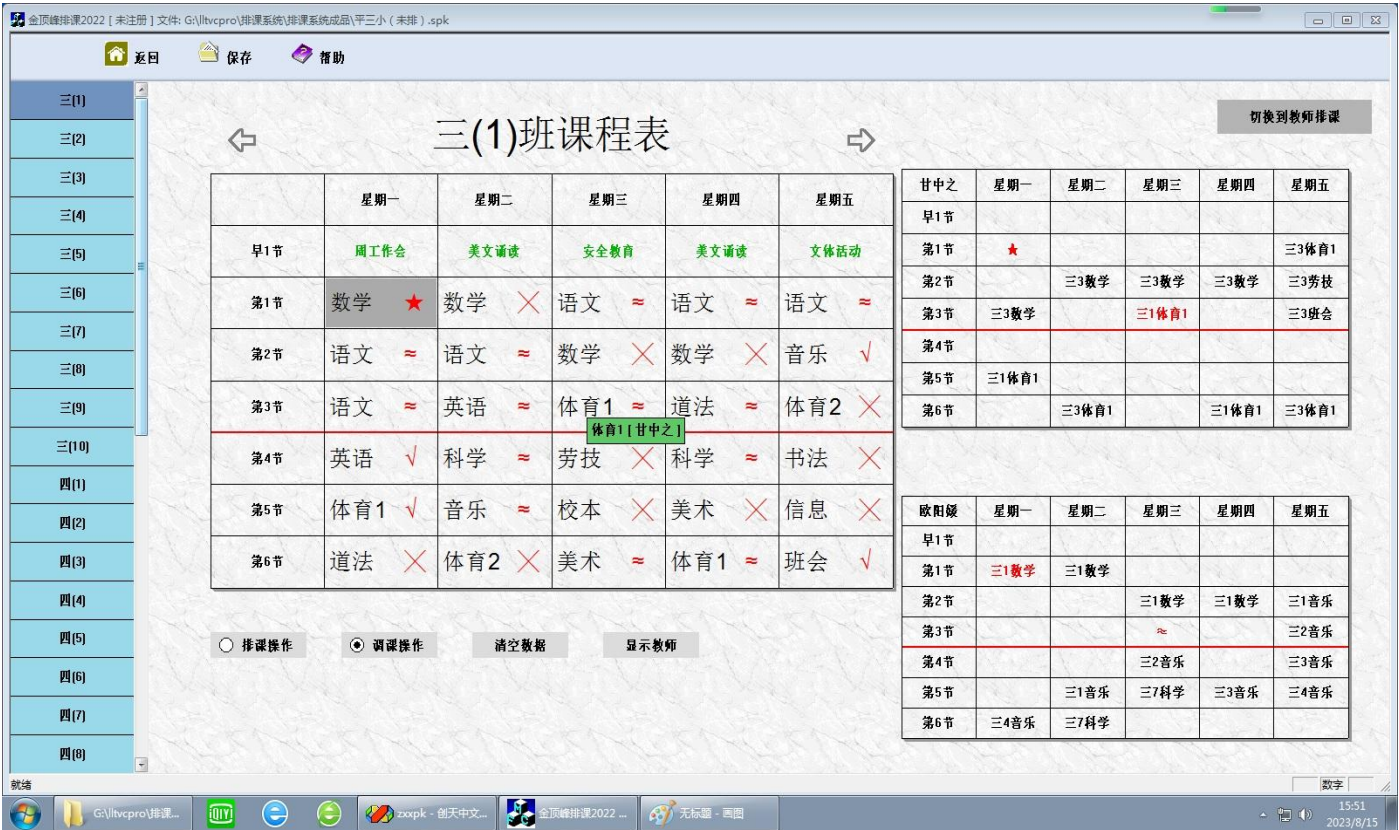 金顶峰排课2022 [ 未注册 ] 文件: G:\lltvcpro\排课系统\排课系统成品\平三小（未排）.spk
返回 保存 帮助
三(1)
三(2)
三(3)
三(4)
三(5)
三(6)
三(7)
三(8)
三(9)
三(10)
四(1)
四(2)
四(3)
四(4)
四(5)
四(6)
四(7)
四(8)
三(1)班课程表
切换到教师排课
星期一 星期二 星期三 星期四 星期五
早1节 周工作会 美文诵读 安全教育 美文诵读 文体活动
第1节 数学 ★ 数学 × 语文 ≈ 语文 ≈ 语文 ≈
第2节 语文 ≈ 语文 ≈ 数学 × 数学 × 音乐 √
第3节 语文 ≈ 英语 ≈ 体育1 ≈ 道法 ≈ 体育2 ×
体育1 [ 甘中之 ]
第4节 英语 √ 科学 ≈ 劳技 × 科学 ≈ 书法 ×
第5节 体育1 √ 音乐 ≈ 校本 × 美术 × 信息 ×
第6节 道法 × 体育2 × 美术 ≈ 体育1 ≈ 班会 √
排课操作 调课操作 清空数据 显示教师
甘中之 星期一 星期二 星期三 星期四 星期五
早1节
第1节 ★ 三3体育1
第2节 三3数学 三3数学 三3数学 三3劳技
第3节 三3数学 三1体育1 三3班会
第4节
第5节 三1体育1
第6节 三3体育1 三1体育1 三3体育1
欧阳媛 星期一 星期二 星期三 星期四 星期五
早1节
第1节 三1数学 三1数学
第2节 三1数学 三1数学 三1音乐
第3节 ≈ 三2音乐
第4节 三2音乐 三3音乐
第5节 三1音乐 三7科学 三3音乐 三4音乐
第6节 三4音乐 三7科学
就绪
数字
G:\lltvcpro\排课...
iQIYI
zxxpk - 创天中文...
金顶峰排课2022 ...
无标题 - 画图
15:51
2023/8/15